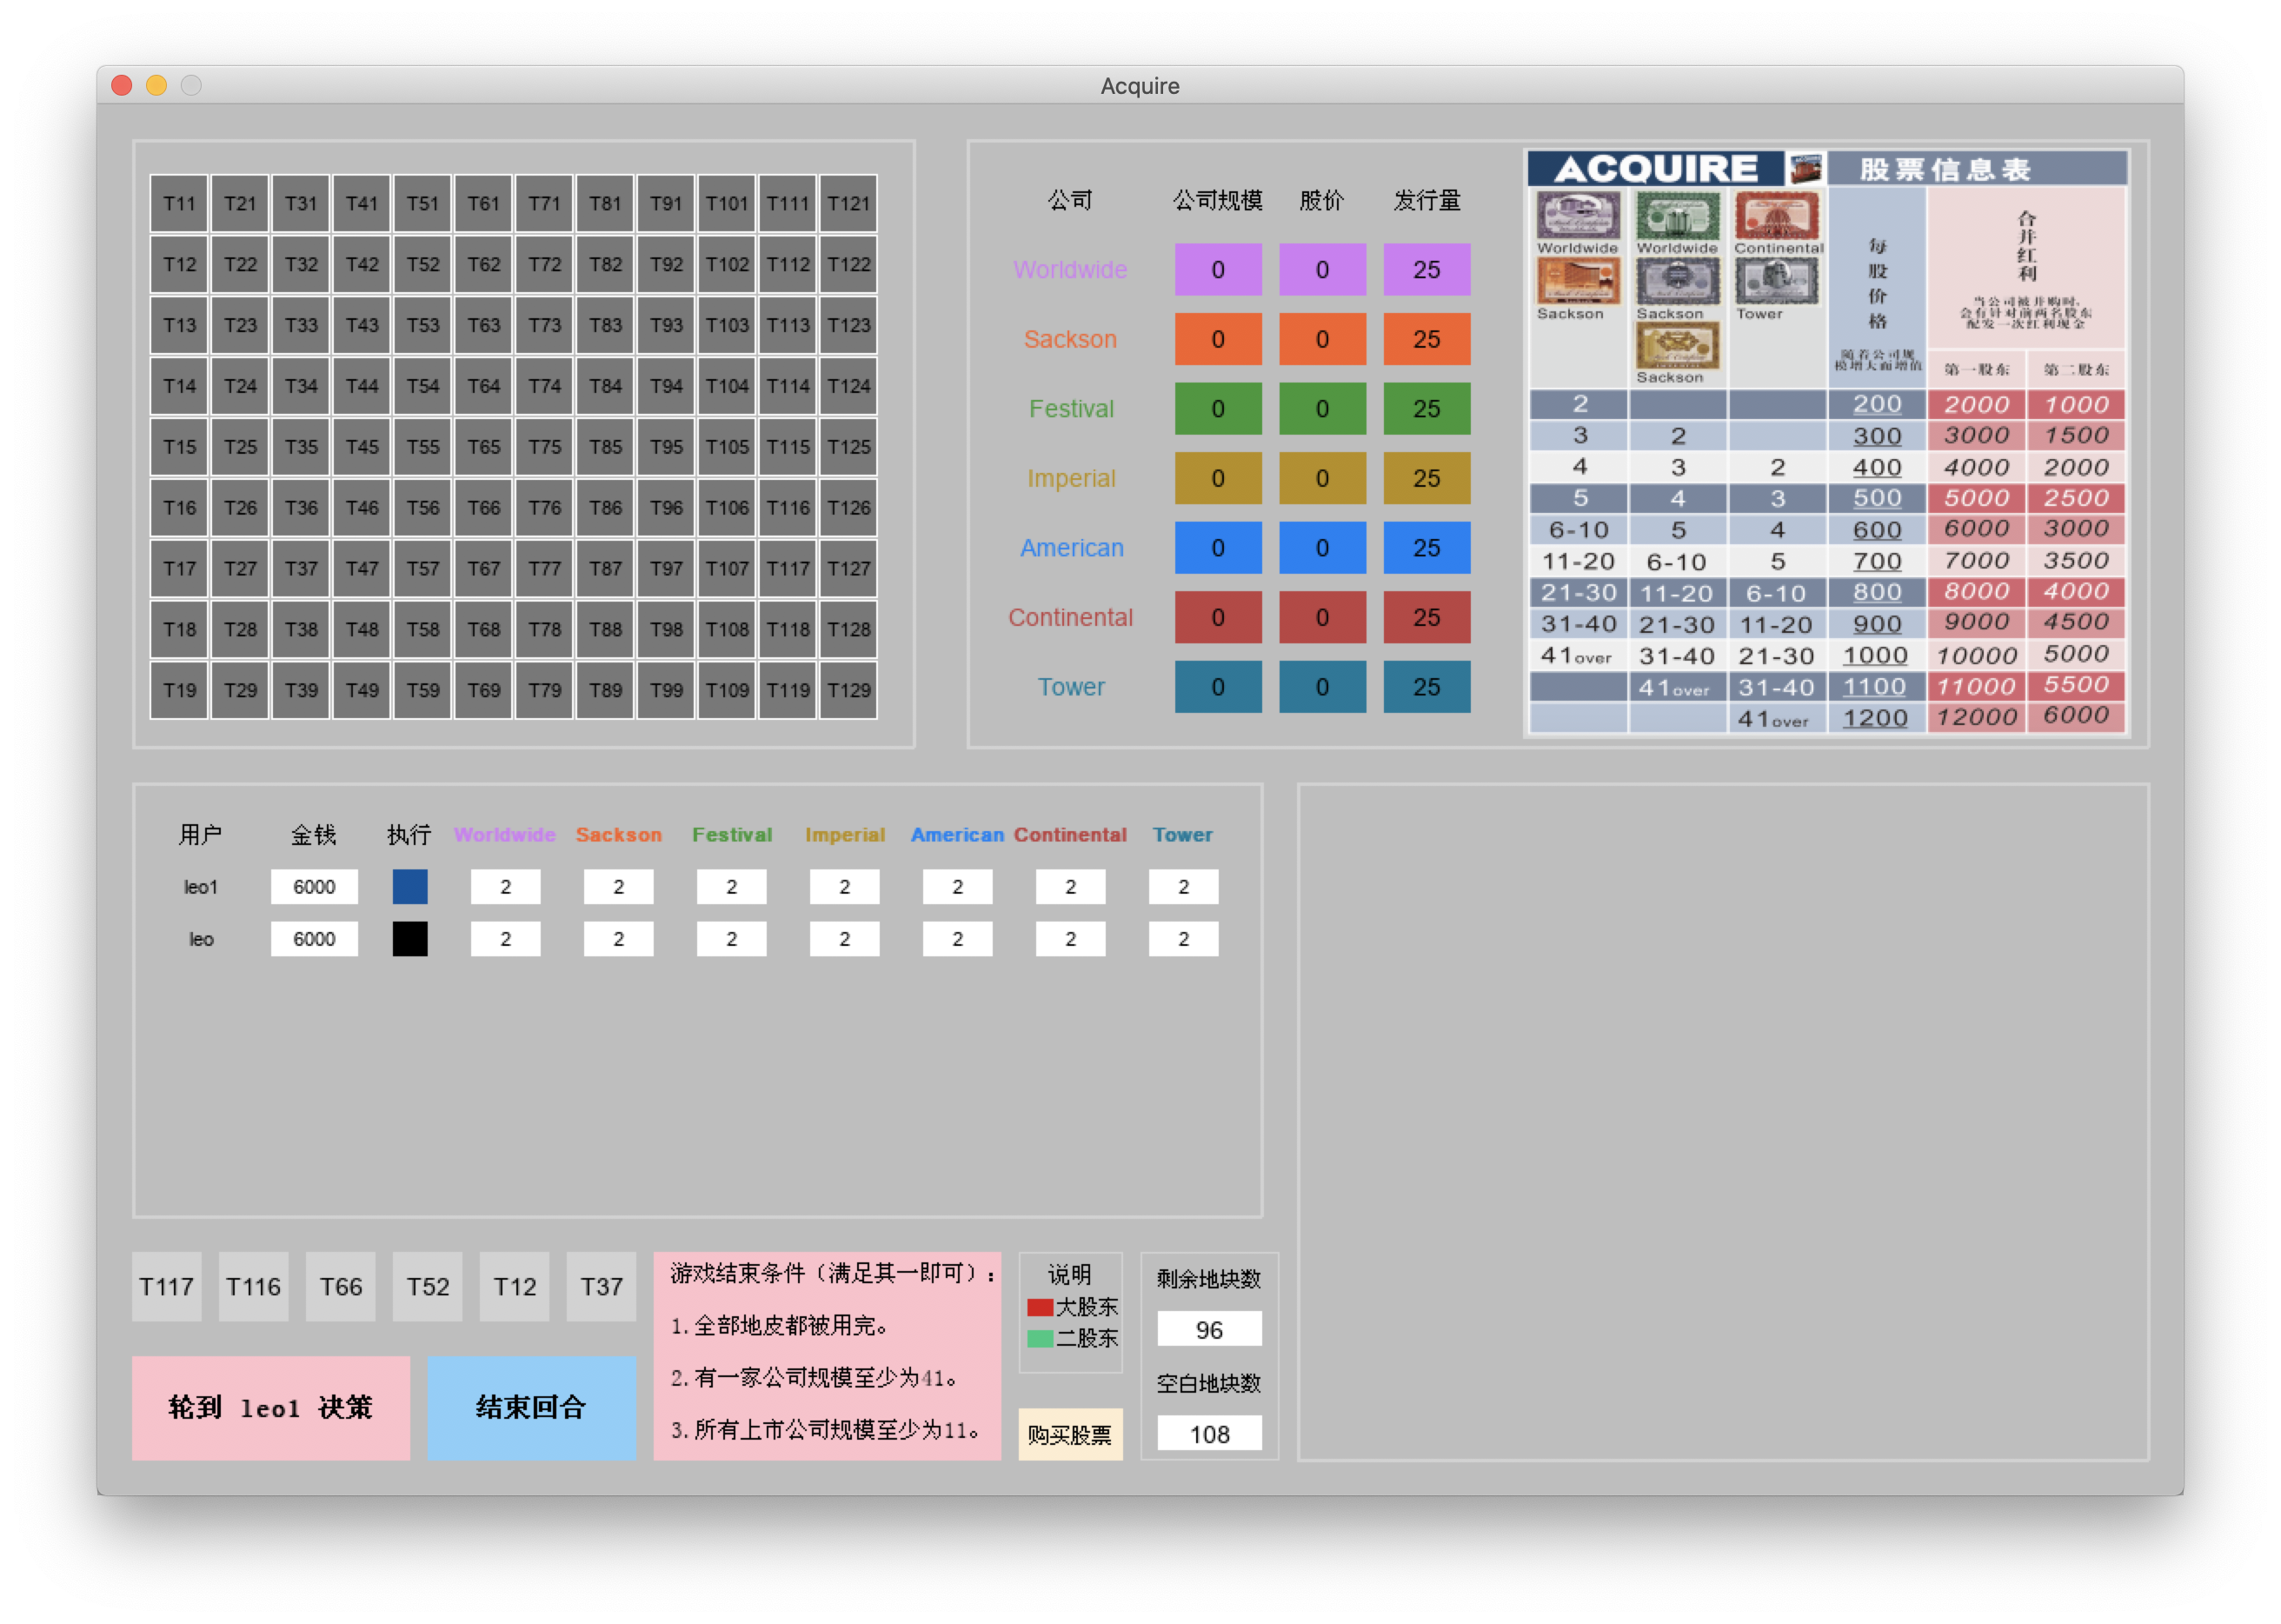 Acquire
T11 T21 T31 T41 T51 T61 T71 T81 T91 T101 T111 T121
T12 T22 T32 T42 T52 T62 T72 T82 T92 T102 T112 T122
T13 T23 T33 T43 T53 T63 T73 T83 T93 T103 T113 T123
T14 T24 T34 T44 T54 T64 T74 T84 T94 T104 T114 T124
T15 T25 T35 T45 T55 T65 T75 T85 T95 T105 T115 T125
T16 T26 T36 T46 T56 T66 T76 T86 T96 T106 T116 T126
T17 T27 T37 T47 T57 T67 T77 T87 T97 T107 T117 T127
T18 T28 T38 T48 T58 T68 T78 T88 T98 T108 T118 T128
T19 T29 T39 T49 T59 T69 T79 T89 T99 T109 T119 T129
公司 公司规模 股价 发行量
Worldwide 0 0 25
Sackson 0 0 25
Festival 0 0 25
Imperial 0 0 25
American 0 0 25
Continental 0 0 25
Tower 0 0 25
ACQUIRE 股票信息表
Worldwide Worldwide Continental
Sackson Sackson Tower
Sackson
每股价格
随着公司规
模增大而增值
合并红利
当公司被并购时,
会有针对前两名股东
配发一次红利现金
第一股东 第二股东
2 200 2000 1000
3 2 300 3000 1500
4 3 2 400 4000 2000
5 4 3 500 5000 2500
6-10 5 4 600 6000 3000
11-20 6-10 5 700 7000 3500
21-30 11-20 6-10 800 8000 4000
31-40 21-30 11-20 900 9000 4500
41over 31-40 21-30 1000 10000 5000
41over 31-40 1100 11000 5500
41over 1200 12000 6000
用户 金钱 执行 Worldwide Sackson Festival Imperial American Continental Tower
leo1 6000 2 2 2 2 2 2 2
leo 6000 2 2 2 2 2 2 2
T117 T116 T66 T52 T12 T37
轮到 leo1 决策
结束回合
游戏结束条件（满足其一即可）：
1.全部地皮都被用完。
2.有一家公司规模至少为41。
3.所有上市公司规模至少为11。
说明
大股东
二股东
购买股票
剩余地块数
96
空白地块数
108